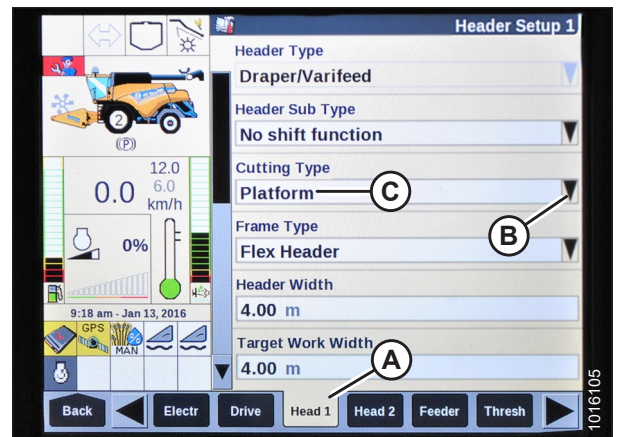 Header Setup 1
Header Type
Draper/Varifeed
Header Sub Type
No shift function
Cutting Type
Platform
C
B
Frame Type
Flex Header
Header Width
4.00 m
Target Work Width
4.00 m
A
2
(P)
12.0
0.0 6.0
km/h
0%
9:18 am - Jan 13, 2016
GPS
MAN
Back Electr Drive Head 1 Head 2 Feeder Thresh
1016105